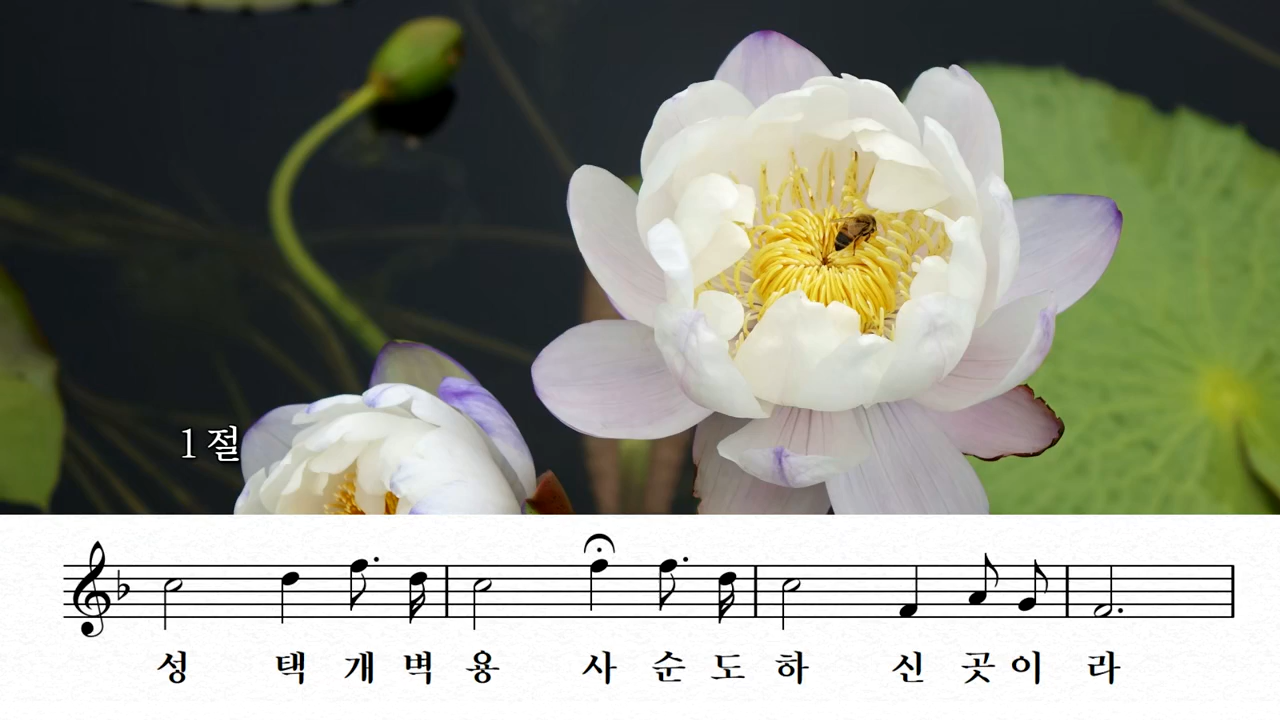 1 절
성 택 개 벽 용 사 순 도 하 신 곳 이 라